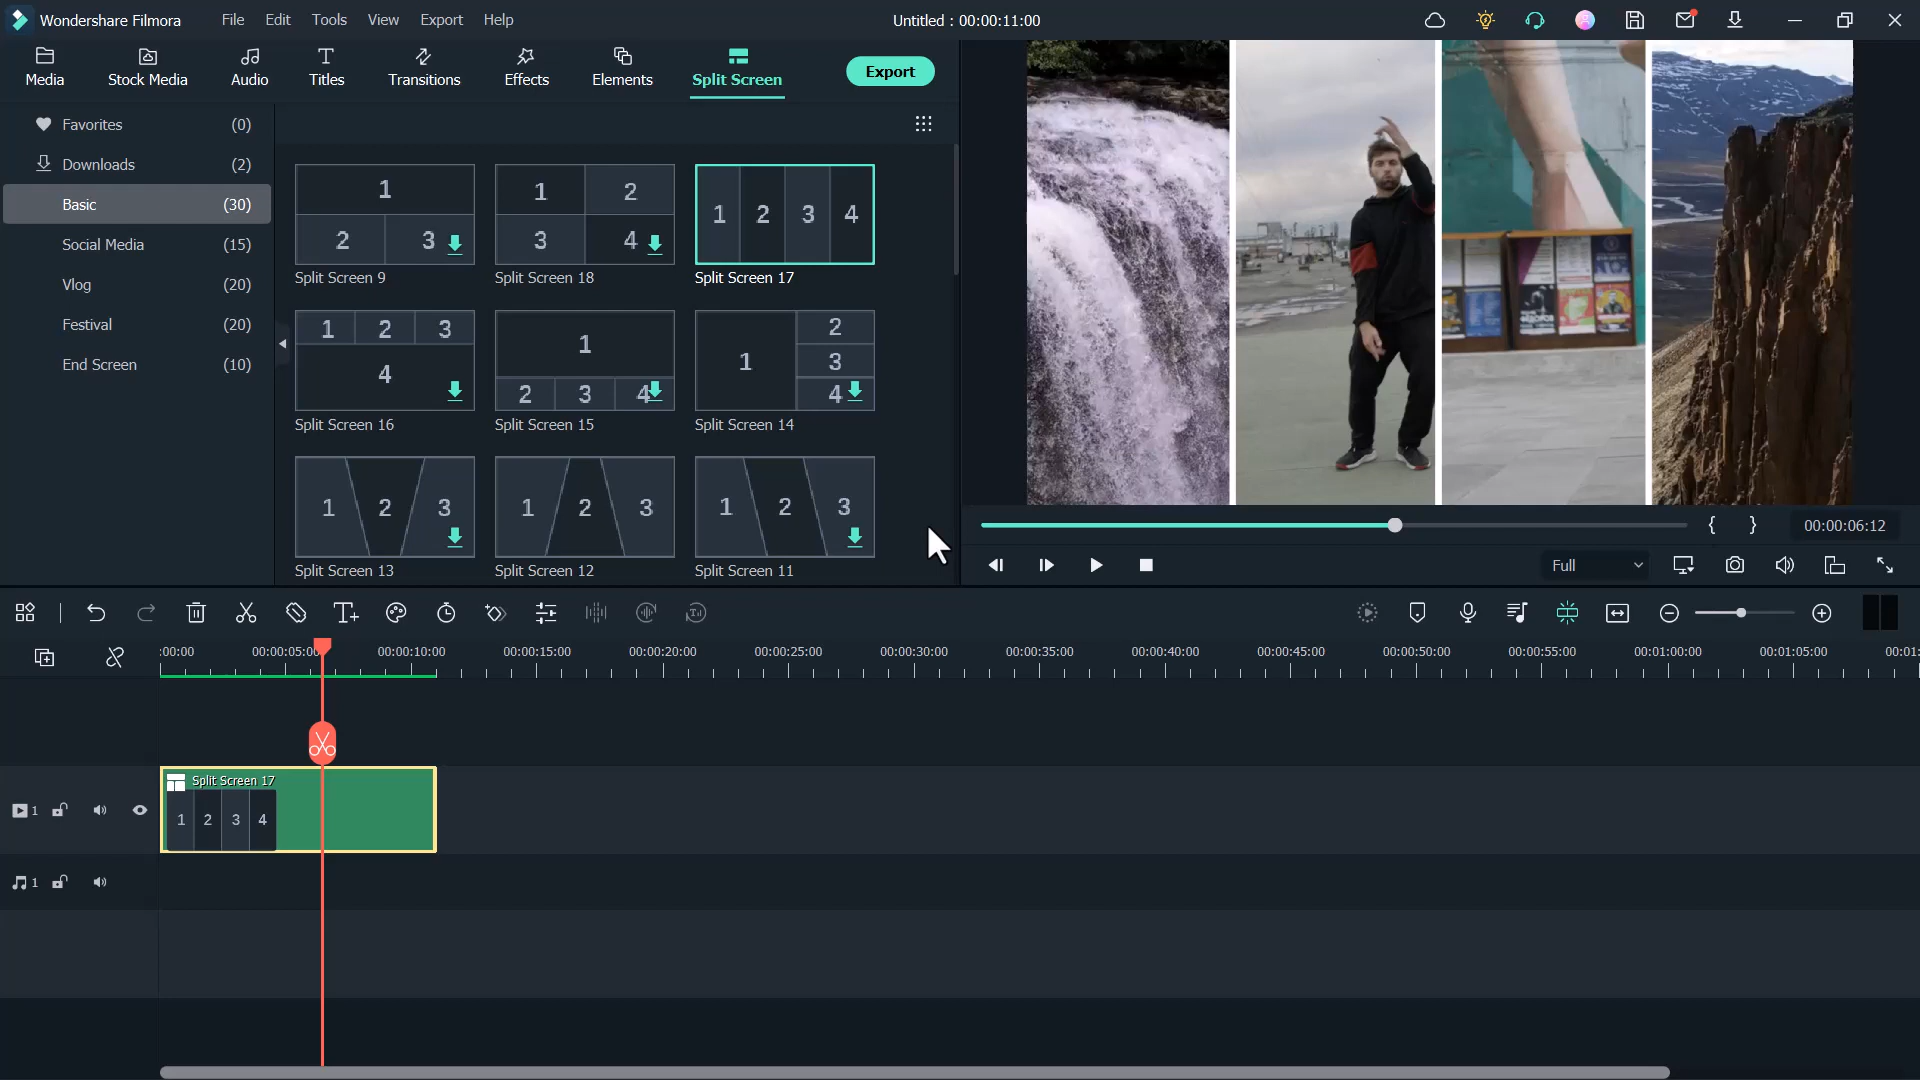 Wondershare Filmora
File Edit Tools View Export Help
Untitled : 00:00:11:00
Media
Stock Media
Audio
Titles
Transitions
Effects
Elements
Split Screen
Export
Favorites (0)
Downloads (2)
Basic (30)
Social Media (15)
Vlog (20)
Festival (20)
End Screen (10)
1
2 3
Split Screen 9
1 2
3 4
Split Screen 18
1 2 3 4
Split Screen 17
1 2 3
4
Split Screen 16
1
2 3 4
Split Screen 15
1
2
3
4
Split Screen 14
1 2 3
Split Screen 13
1 2 3
Split Screen 12
1 2 3
Split Screen 11
{ } 00:00:06:12
Full
:00:00 00:00:05:00 00:00:10:00 00:00:15:00 00:00:20:00 00:00:25:00 00:00:30:00 00:00:35:00 00:00:40:00 00:00:45:00 00:00:50:00 00:00:55:00 00:01:00:00 00:01:05:00 00:01:
Split Screen 17
1 2 3 4
1
1